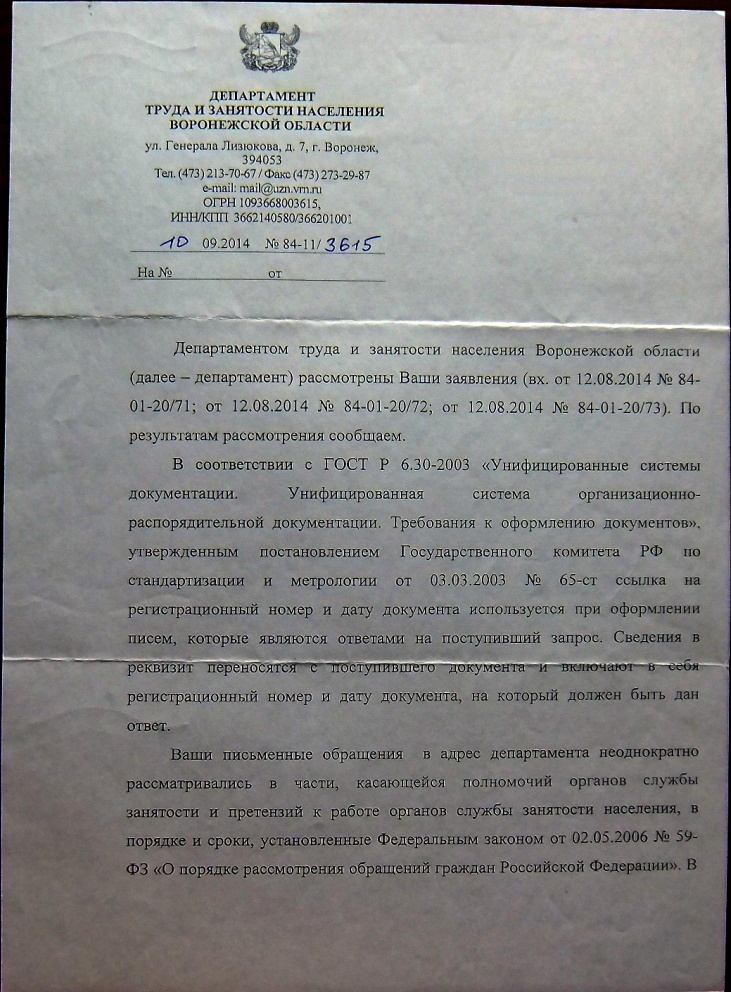 ДЕПАРТАМЕНТ
ТРУДА И ЗАНЯТОСТИ НАСЕЛЕНИЯ
ВОРОНЕЖСКОЙ ОБЛАСТИ
ул. Генерала Лизюкова, д. 7, г. Воронеж,
394053
Тел. (473) 213-70-67 / Факс (473) 273-29-87
e-mail: mail@uzn.vrn.ru
ОГРН 1093668003615,
ИНН/КПП 3662140580/366201001
10 09.2014 № 84-11/3615
На № от
Департаментом труда и занятости населения Воронежской области
(далее – департамент) рассмотрены Ваши заявления (вх. от 12.08.2014 № 84-
01-20/71; от 12.08.2014 № 84-01-20/72; от 12.08.2014 № 84-01-20/73). По
результатам рассмотрения сообщаем.
В соответствии с ГОСТ Р 6.30-2003 «Унифицированные системы
документации. Унифицированная система организационно-
распорядительной документации. Требования к оформлению документов»,
утвержденным постановлением Государственного комитета РФ по
стандартизации и метрологии от 03.03.2003 № 65-ст ссылка на
регистрационный номер и дату документа используется при оформлении
писем, которые являются ответами на поступивший запрос. Сведения в
реквизит переносятся с поступившего документа и включают в себя
регистрационный номер и дату документа, на который должен быть дан
ответ.
Ваши письменные обращения в адрес департамента неоднократно
рассматривались в части, касающейся полномочий органов службы
занятости и претензий к работе органов службы занятости населения, в
порядке и сроки, установленные Федеральным законом от 02.05.2006 № 59-
ФЗ «О порядке рассмотрения обращений граждан Российской Федерации». В